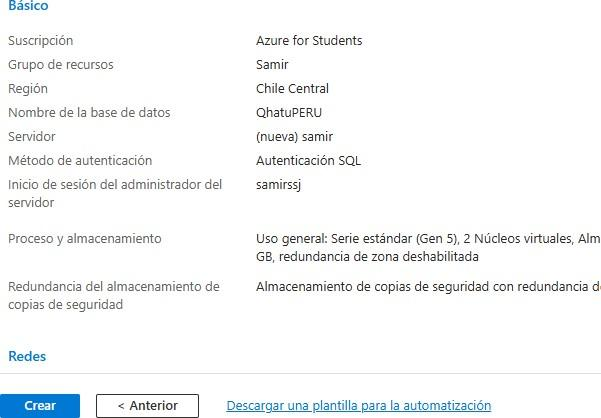 Básico
Suscripción Azure for Students
Grupo de recursos Samir
Región Chile Central
Nombre de la base de datos QhatuPERU
Servidor (nueva) samir
Método de autenticación Autenticación SQL
Inicio de sesión del administrador del samirssj
servidor
Proceso y almacenamiento Uso general: Serie estándar (Gen 5), 2 Núcleos virtuales, Alm
GB, redundancia de zona deshabilitada
Redundancia del almacenamiento de Almacenamiento de copias de seguridad con redundancia d
copias de seguridad
Redes
Crear < Anterior Descargar una plantilla para la automatización